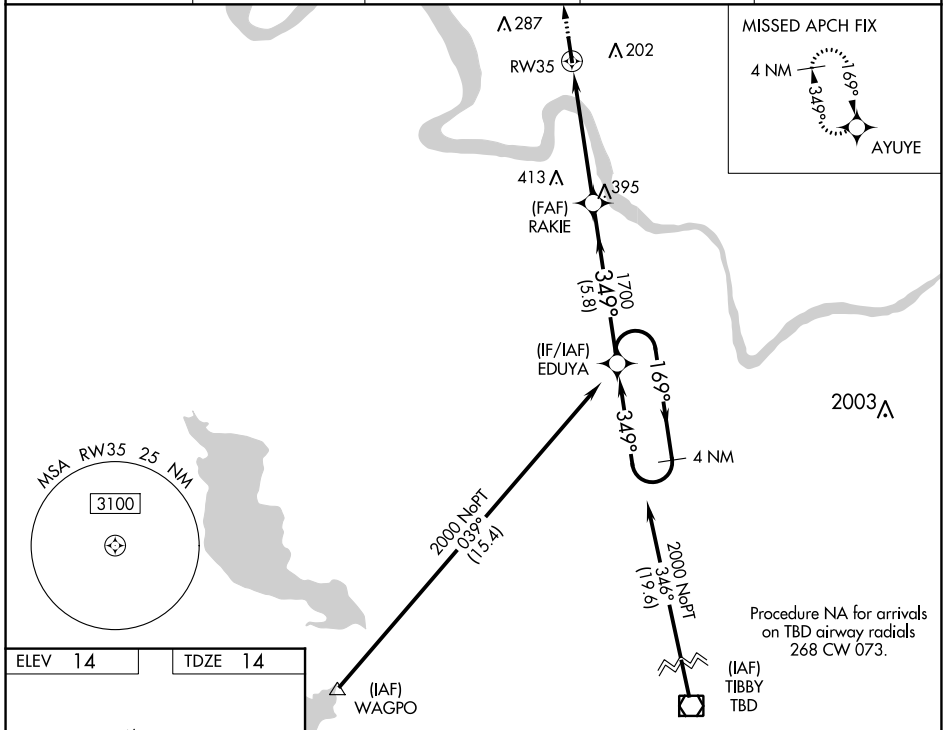 287
202
RW35
MISSED APCH FIX
4 NM
169°
349°
AYUYE
413
395
(FAF)
RAKIE
1700
349°
(5.8)
(IF/IAF)
EDUYA
169°
349°
4 NM
2003
MSA RW35 25 NM
3100
2000 NoPT
039°
(15.4)
2000 NoPT
346°
(19.6)
Procedure NA for arrivals
on TBD airway radials
268 CW 073.
ELEV 14
TDZE 14
(IAF)
WAGPO
(IAF)
TIBBY
TBD